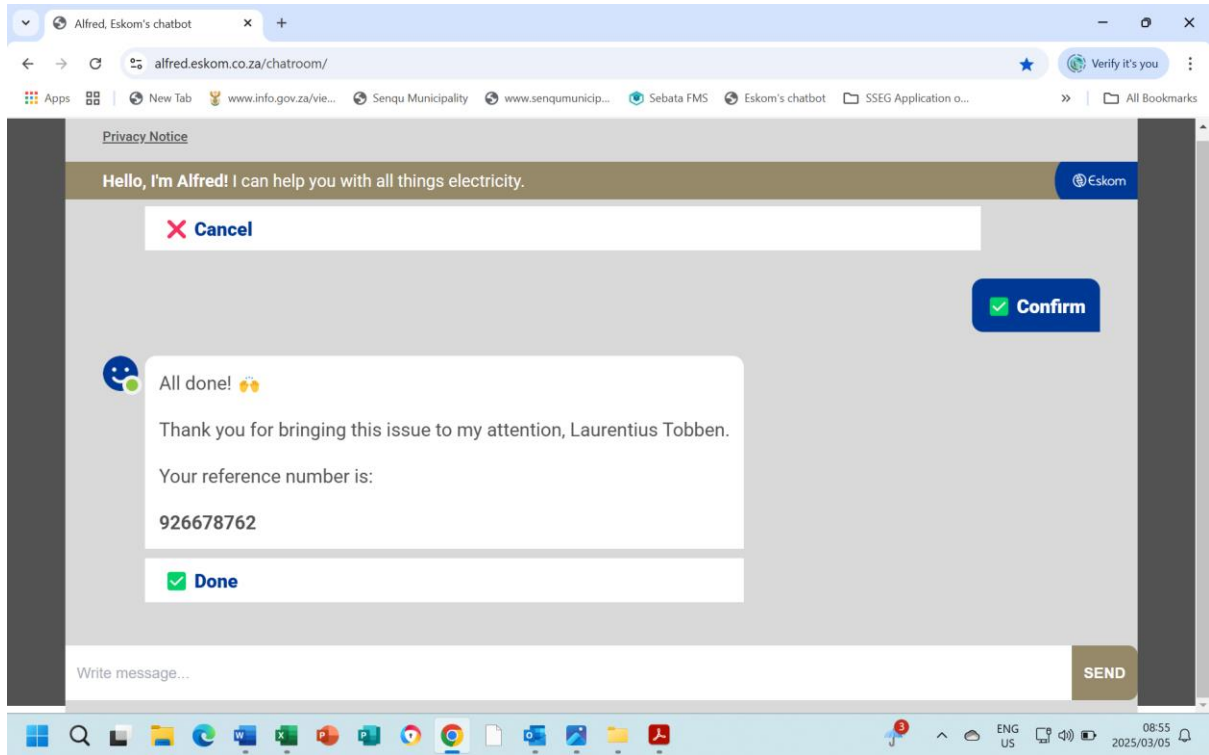 Alfred, Eskom's chatbot
alfred.eskom.co.za/chatroom/
Verify it's you
Apps New Tab www.info.gov.za/vie... Senqu Municipality www.senqumunicip... Sebata FMS Eskom's chatbot SSEG Application o... » All Bookmarks
Privacy Notice
Hello, I'm Alfred! I can help you with all things electricity.
Eskom
Cancel
Confirm
All done!
Thank you for bringing this issue to my attention, Laurentius Tobben.
Your reference number is:
926678762
Done
Write message...
SEND
3
ENG
US
08:55
2025/03/05